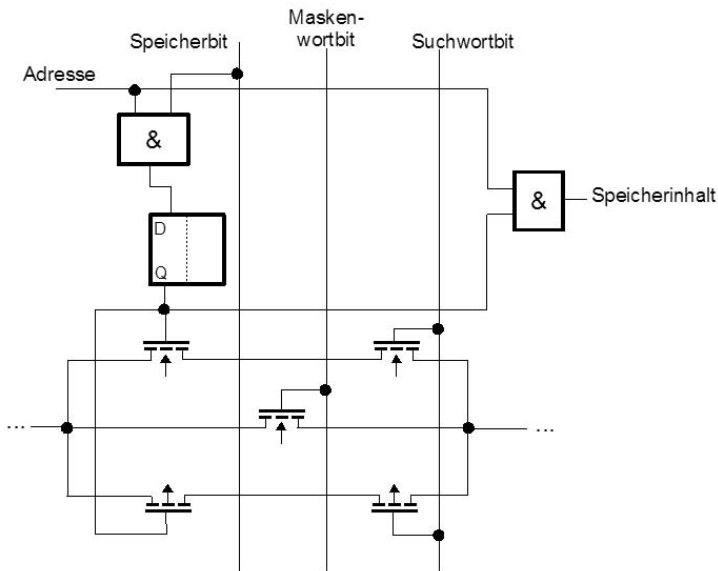 Masken-
wortbit
Speicherbit
Suchwortbit
Adresse
&
&
Speicherinhalt
D
Q
...
...